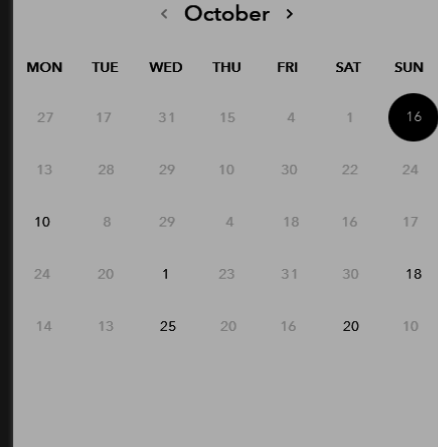 ‹ October ›
MON TUE WED THU FRI SAT SUN
27 17 31 15 4 1 16
13 28 29 10 30 22 24
10 8 29 4 18 16 17
24 20 1 23 31 30 18
14 13 25 20 16 20 10